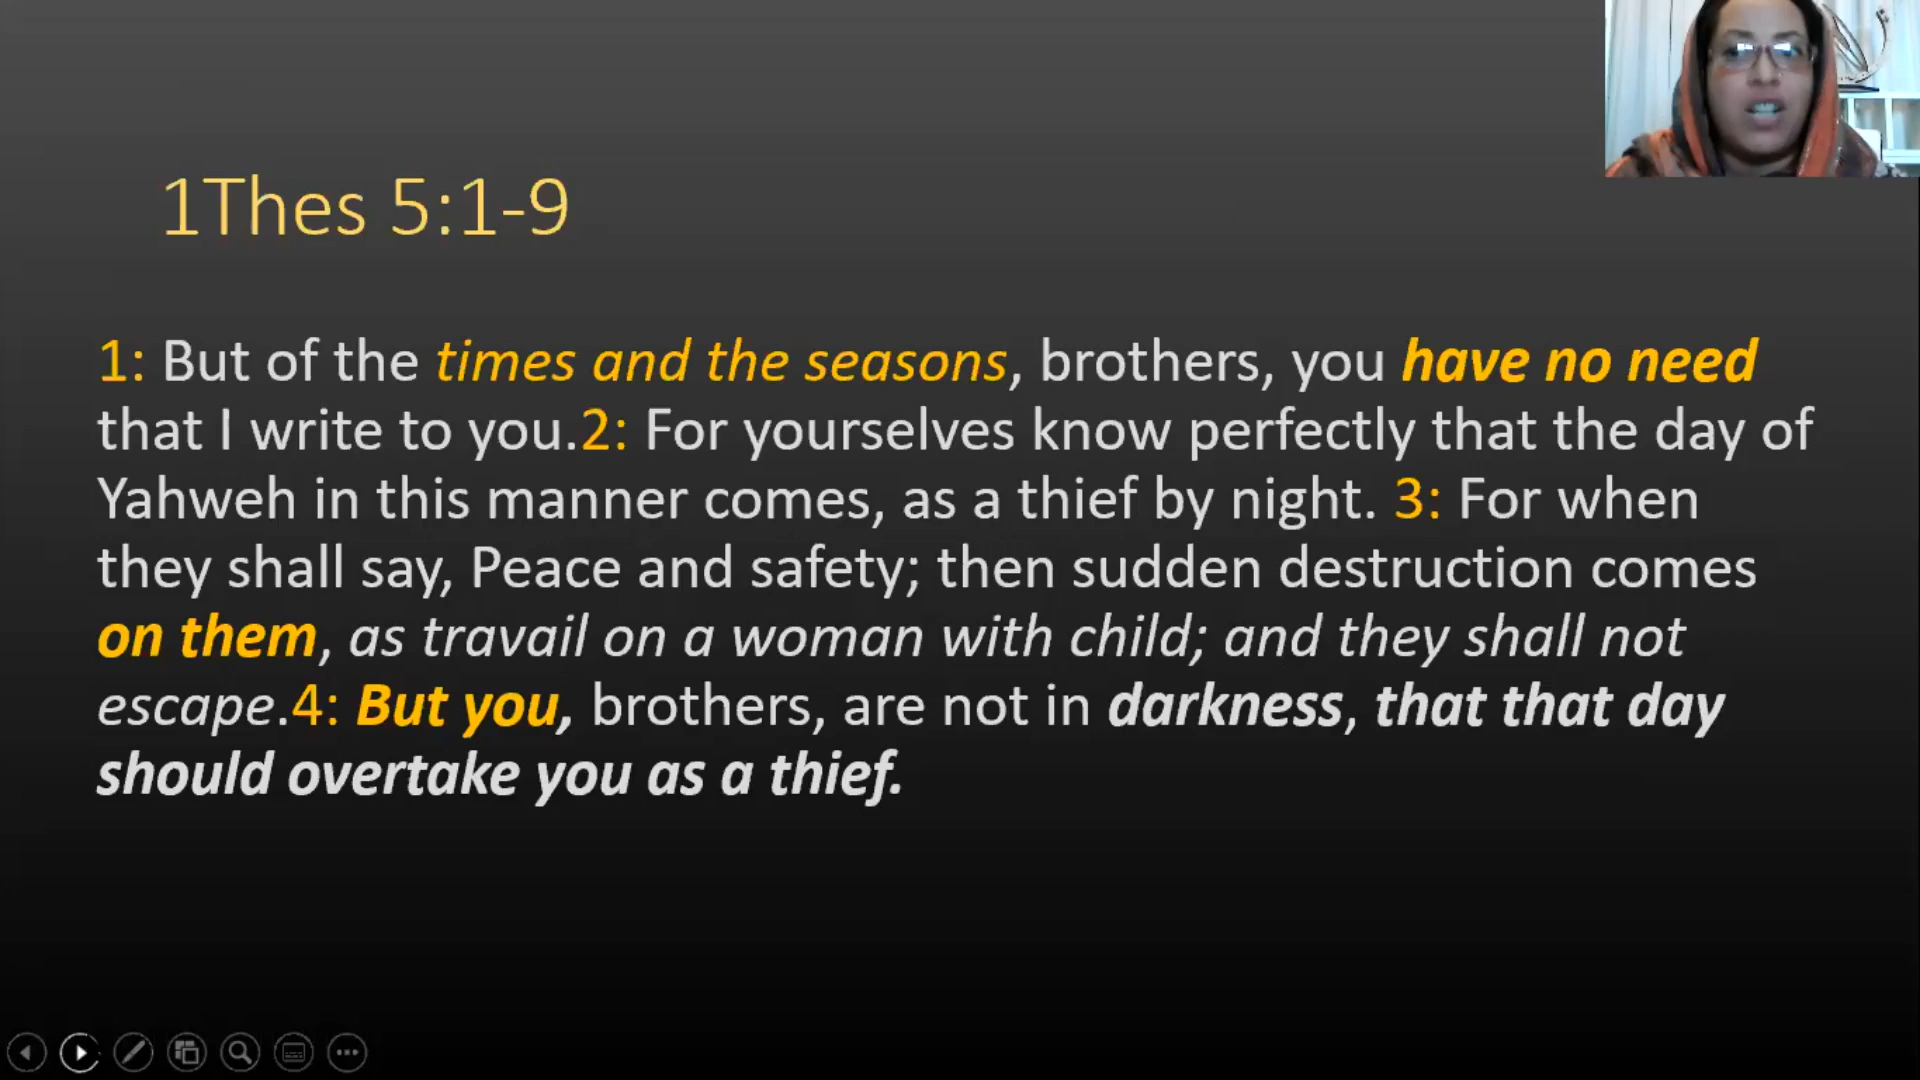 1Thes 5:1-9
1: But of the times and the seasons, brothers, you have no need
that I write to you.2: For yourselves know perfectly that the day of
Yahweh in this manner comes, as a thief by night. 3: For when
they shall say, Peace and safety; then sudden destruction comes
on them, as travail on a woman with child; and they shall not
escape.4: But you, brothers, are not in darkness, that that day
should overtake you as a thief.